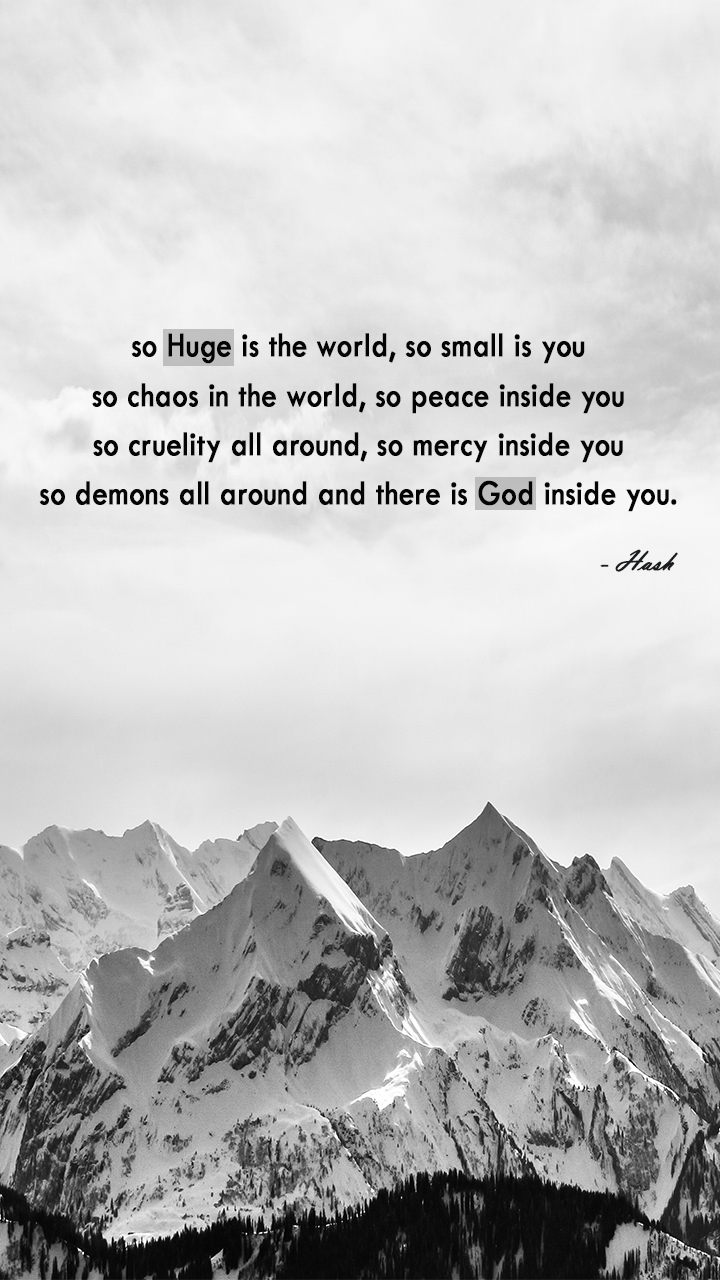 so Huge is the world, so small is you
so chaos in the world, so peace inside you
so cruelity all around, so mercy inside you
so demons all around and there is God inside you.
- Hash